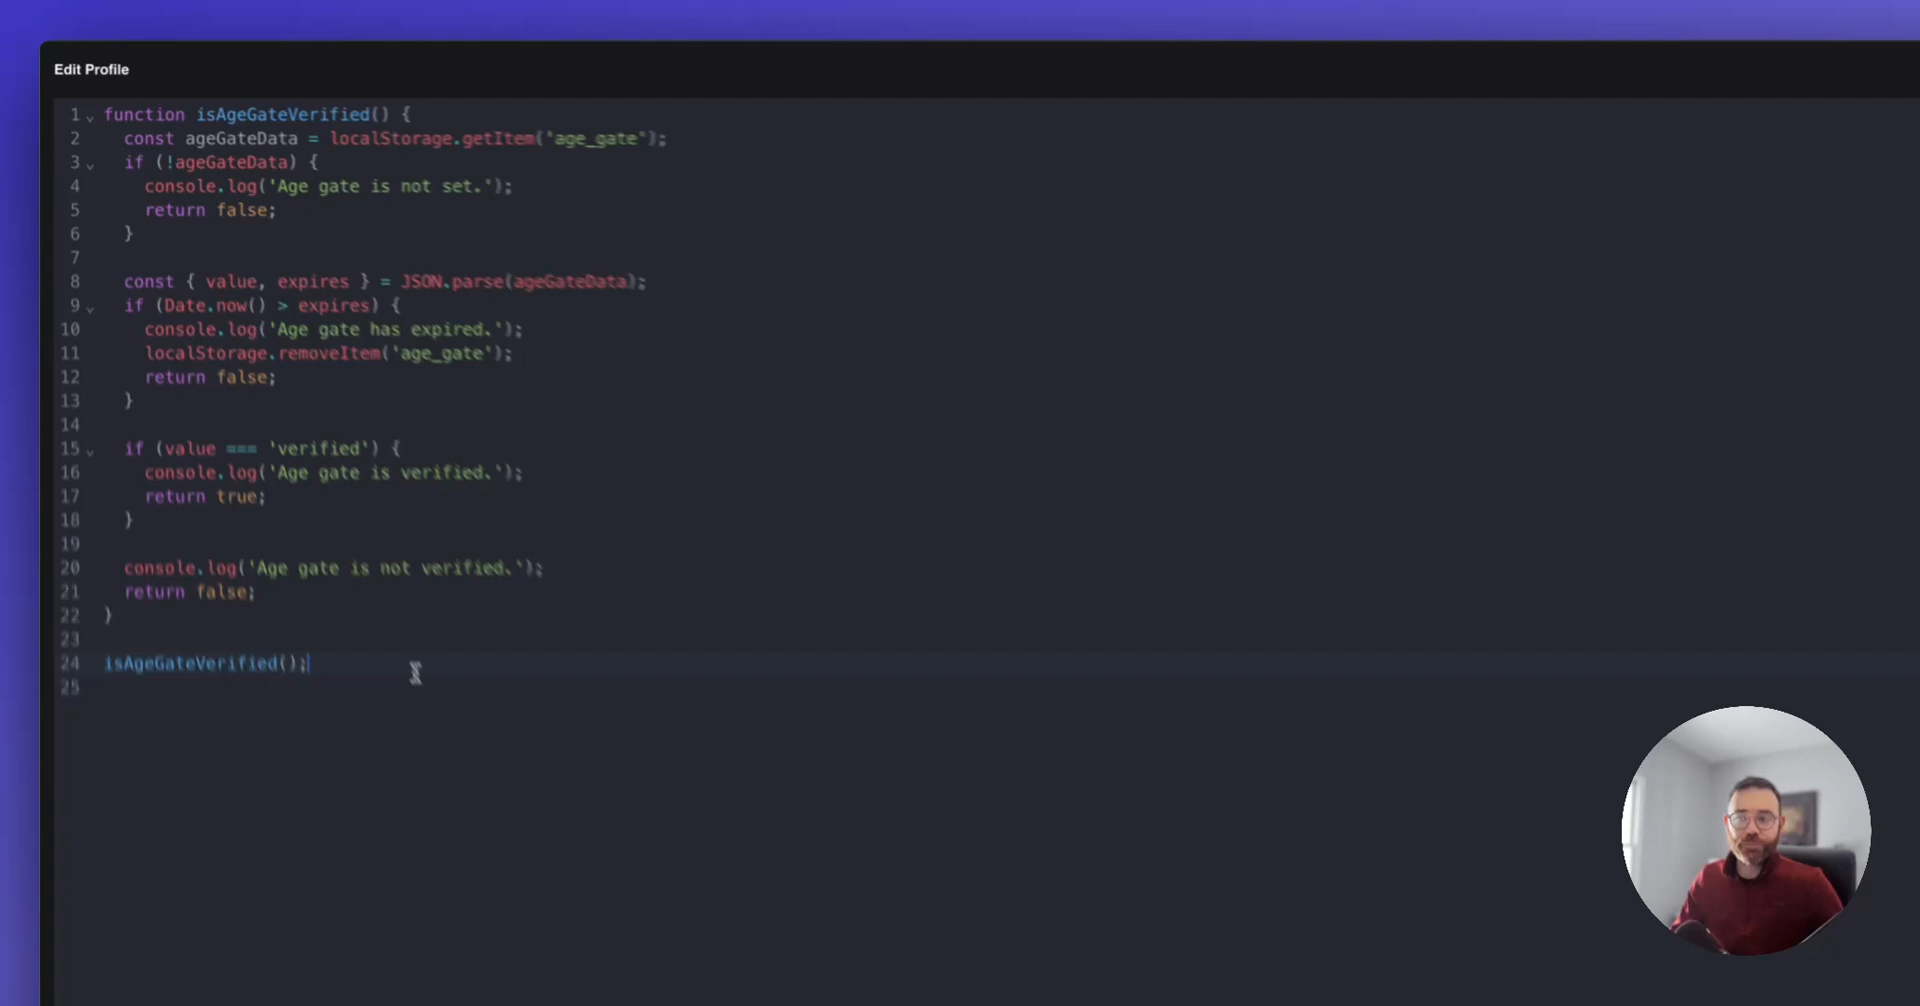 Edit Profile
1 function isAgeGateVerified() {
2 const ageGateData = localStorage.getItem('age_gate');
3 if (!ageGateData) {
4 console.log('Age gate is not set.');
5 return false;
6 }
7
8 const { value, expires } = JSON.parse(ageGateData);
9 if (Date.now() > expires) {
10 console.log('Age gate has expired.');
11 localStorage.removeItem('age_gate');
12 return false;
13 }
14
15 if (value === 'verified') {
16 console.log('Age gate is verified.');
17 return true;
18 }
19
20 console.log('Age gate is not verified.');
21 return false;
22 }
23
24 isAgeGateVerified();
25